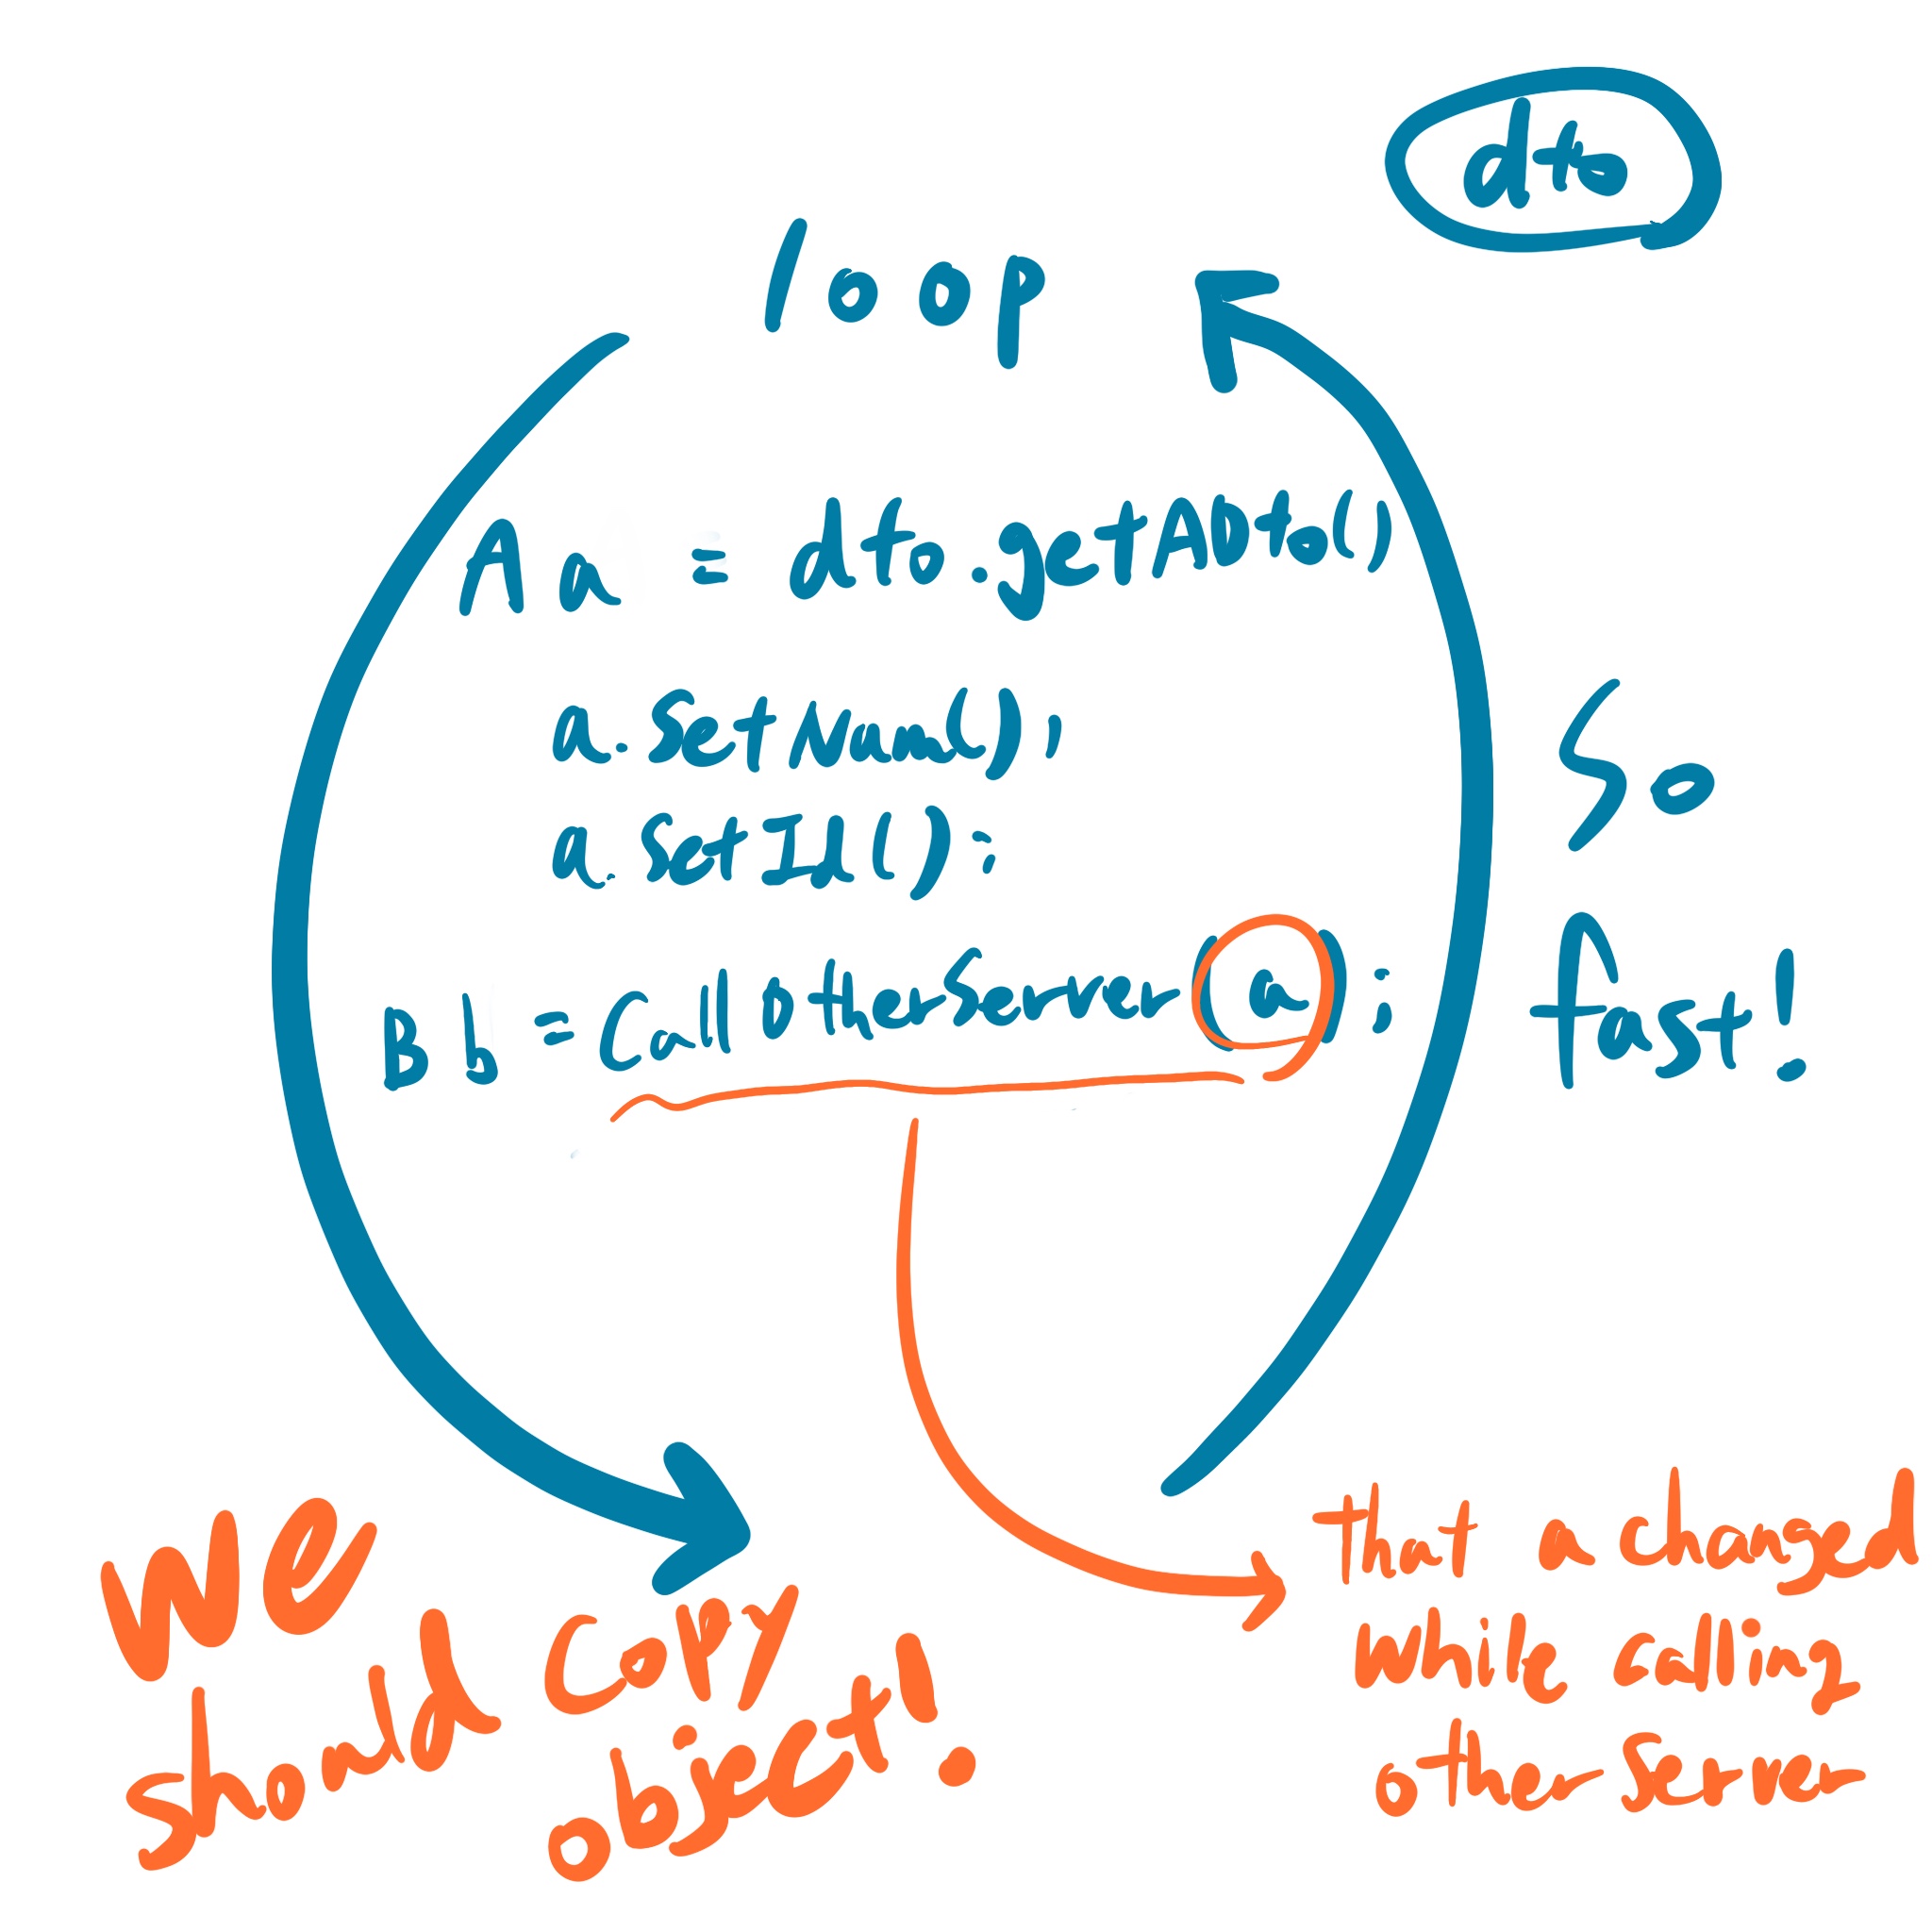 dto
loop
A a = dto.getADto()
a.SetNum();
a.SetId();
So
fast!
B b = CallotherServer(a);
that a changed
while calling
other Server
We
should copy
object!